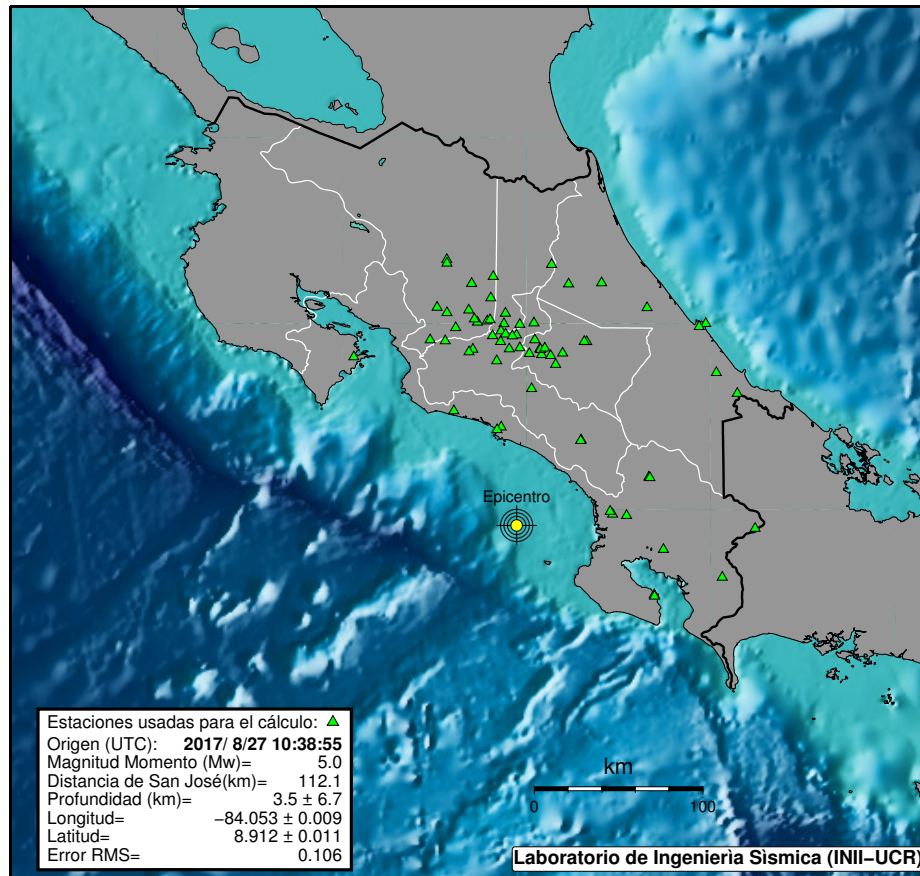 Epicentro
Estaciones usadas para el cálculo:
Origen (UTC): 2017/ 8/27 10:38:55
Magnitud Momento (Mw)= 5.0
Distancia de San José(km)= 112.1
Profundidad (km)= 3.5 ± 6.7
Longitud= −84.053 ± 0.009
Latitud= 8.912 ± 0.011
Error RMS= 0.106
km
0 100
Laboratorio de Ingenierìa Sìsmica (INII−UCR)